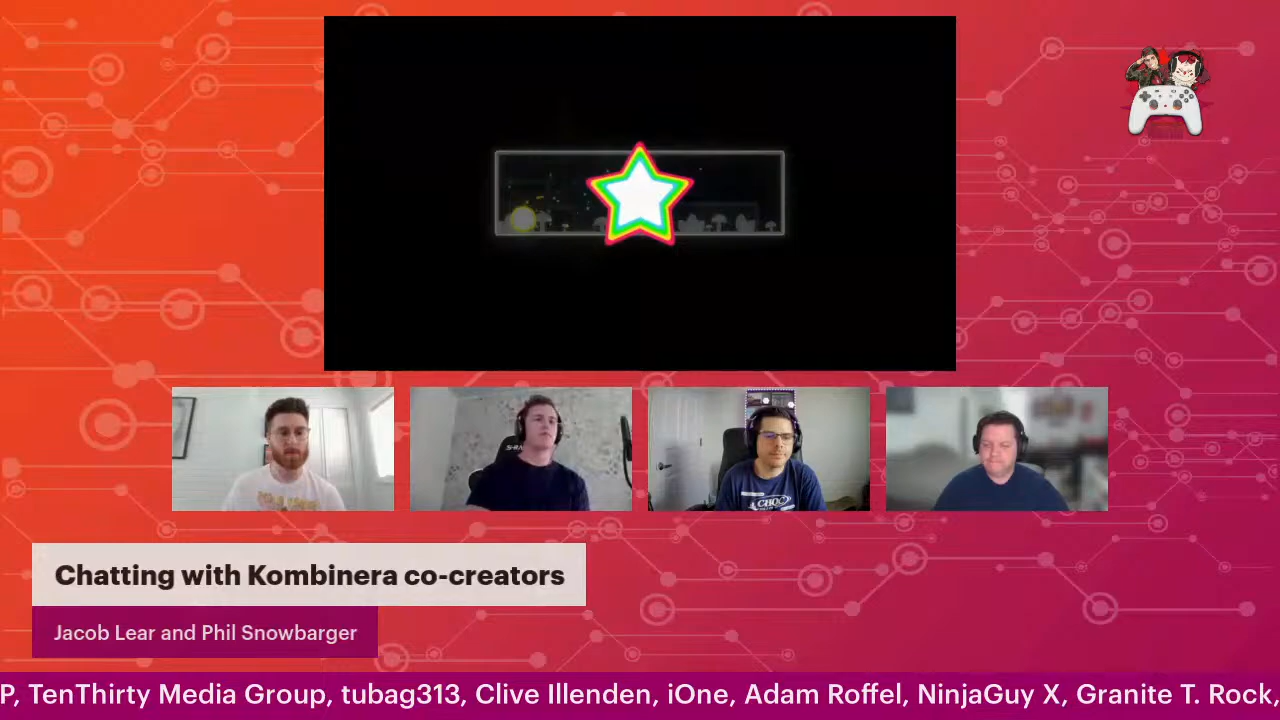 Chatting with Kombinera co-creators
Jacob Lear and Phil Snowbarger
P, TenThirty Media Group, tubag313, Clive Illenden, iOne, Adam Roffel, NinjaGuy X, Granite T. Rock,